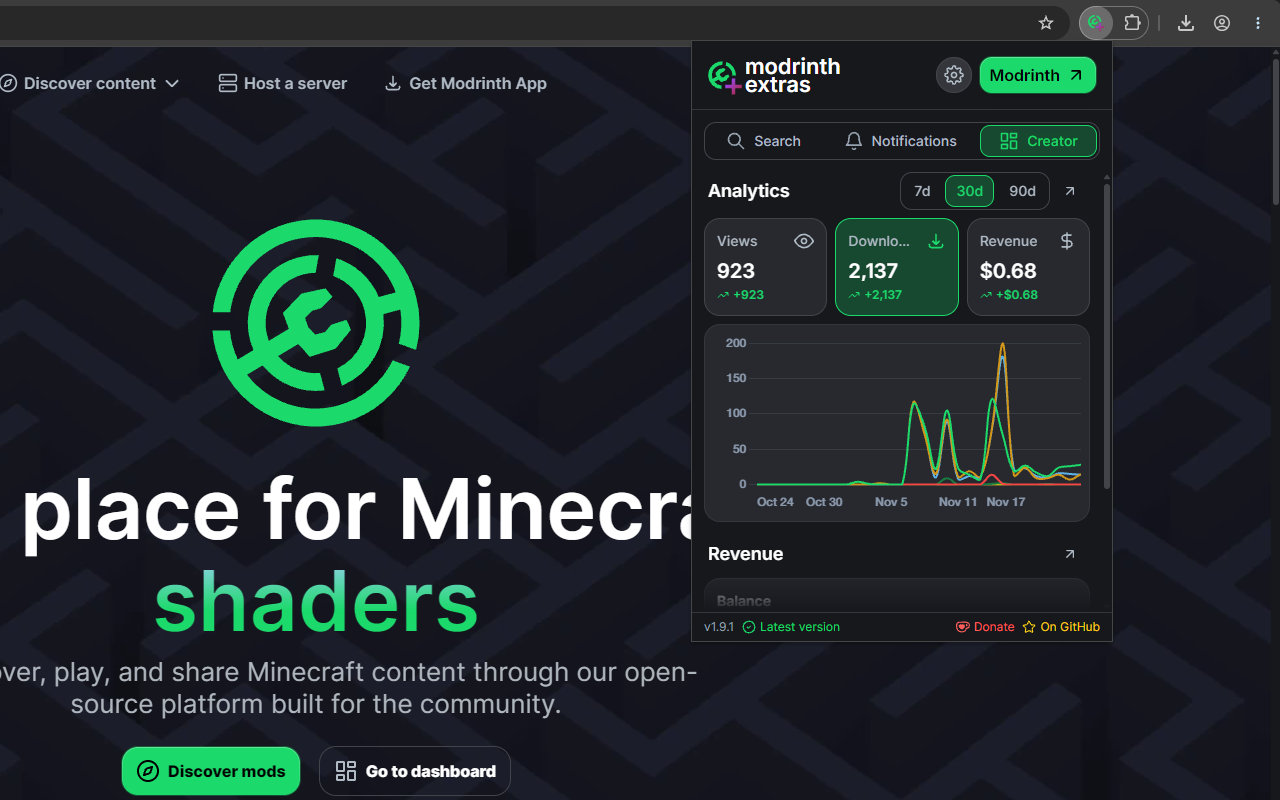 Discover content
Host a server
Get Modrinth App
place for Minecra
shaders
over, play, and share Minecraft content through our open-
source platform built for the community.
Discover mods
Go to dashboard
modrinth
extras
Modrinth
Search
Notifications
Creator
Analytics
7d
30d
90d
Views
923
+923
Downlo...
2,137
+2,137
Revenue
$0.68
+$0.68
200
150
100
50
0
Oct 24
Oct 30
Nov 5
Nov 11
Nov 17
Revenue
Balance
v1.9.1
Latest version
Donate
On GitHub